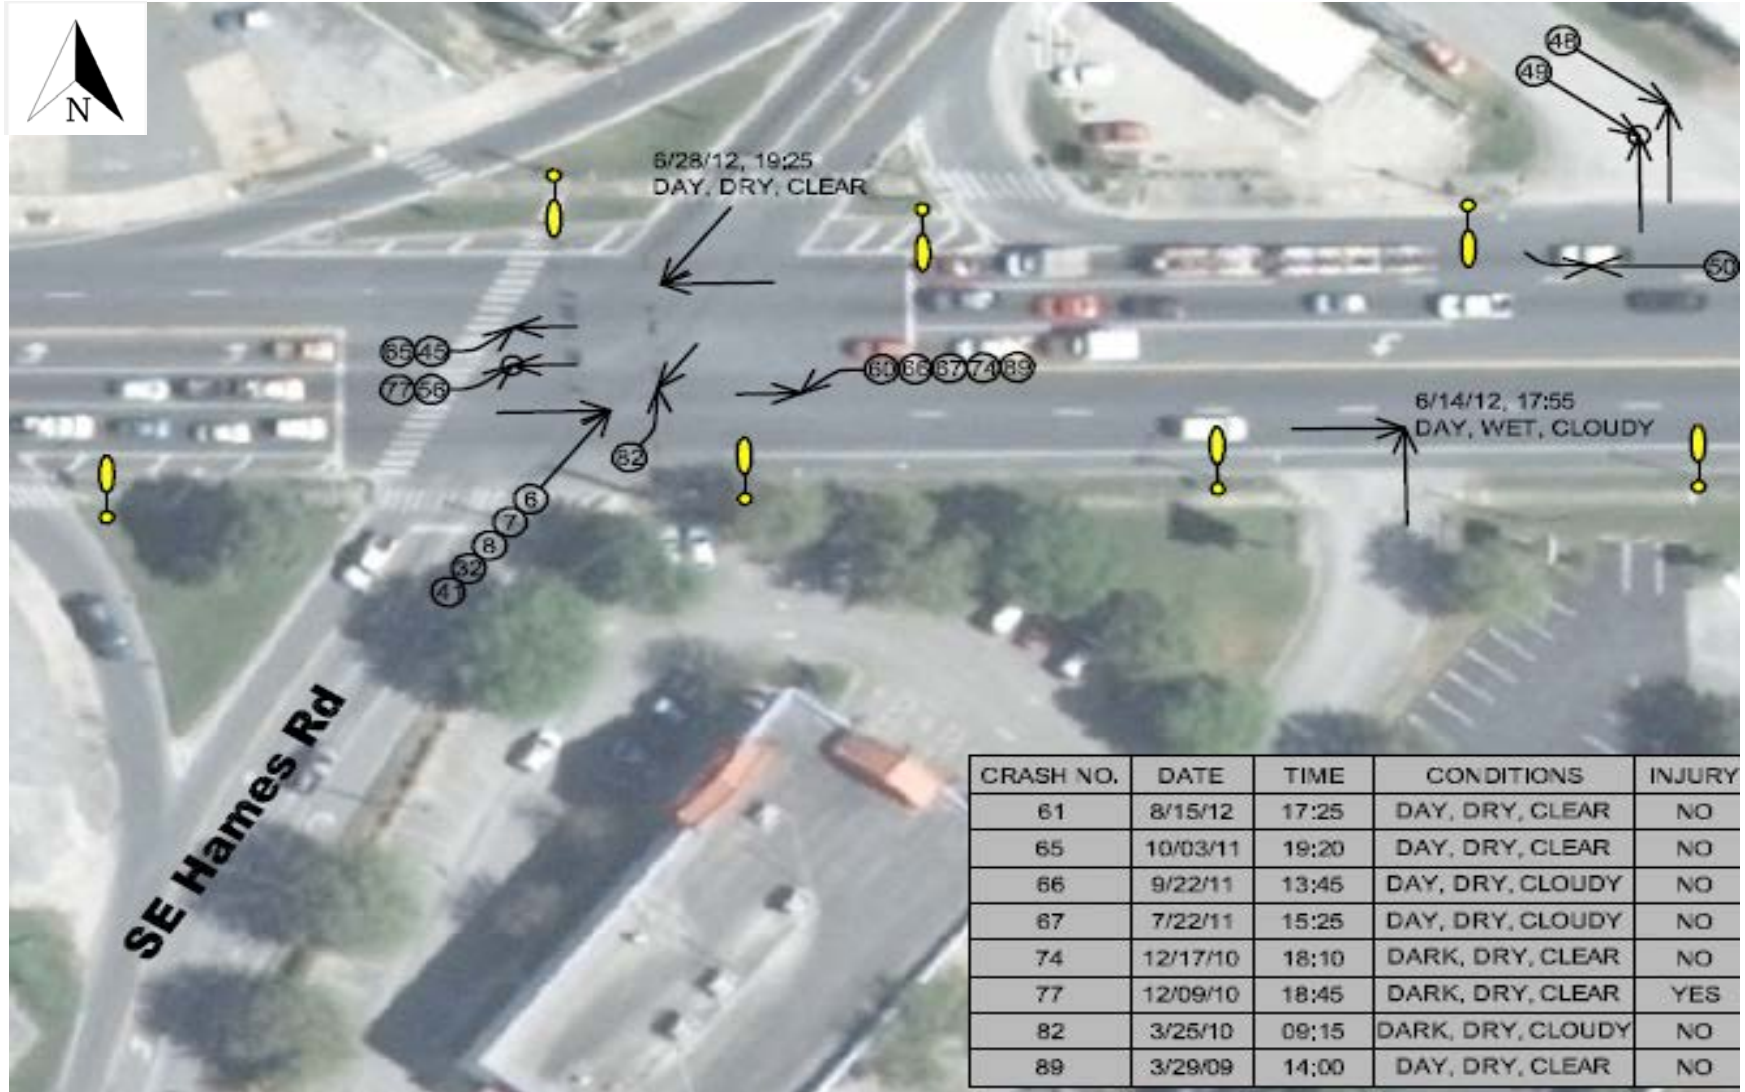 N
6/28/12, 19:25
DAY, DRY, CLEAR
48
49
50
65 45
77 56
60 66 67 74 89
82
6
7
8
32
41
6/14/12, 17:55
DAY, WET, CLOUDY
SE Hames Rd
CRASH NO. DATE TIME CONDITIONS INJURY
61 8/15/12 17:25 DAY, DRY, CLEAR NO
65 10/03/11 19:20 DAY, DRY, CLEAR NO
66 9/22/11 13:45 DAY, DRY, CLOUDY NO
67 7/22/11 15:25 DAY, DRY, CLOUDY NO
74 12/17/10 18:10 DARK, DRY, CLEAR NO
77 12/09/10 18:45 DARK, DRY, CLEAR YES
82 3/25/10 09:15 DARK, DRY, CLOUDY NO
89 3/29/09 14:00 DAY, DRY, CLEAR NO